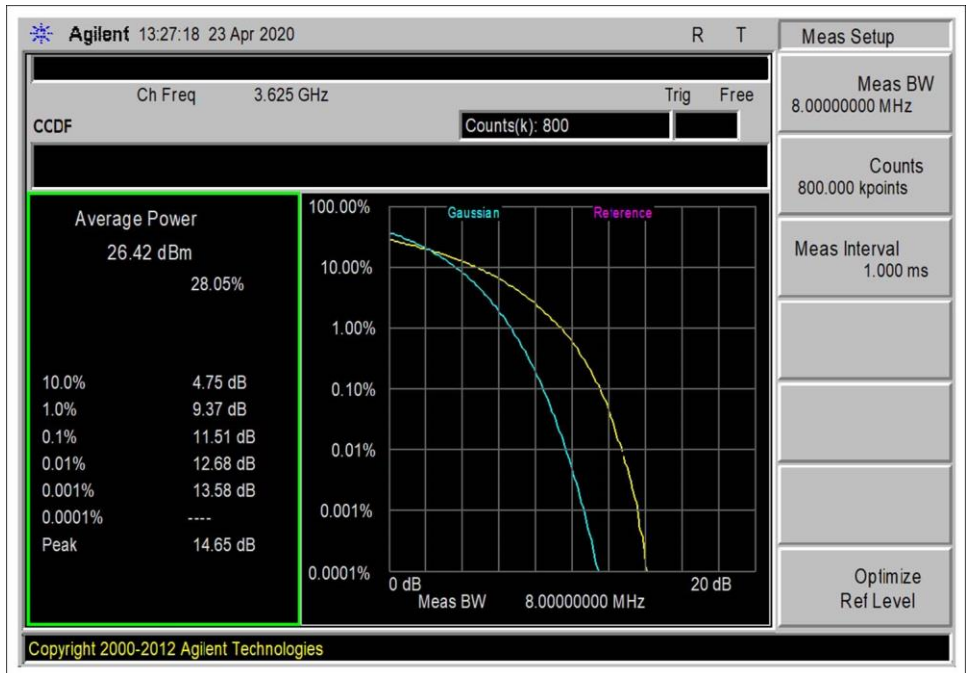 Agilent 13:27:18 23 Apr 2020 R T
Ch Freq 3.625 GHz Trig Free
CCDF Counts(k): 800
Average Power
26.42 dBm
28.05%
10.0% 4.75 dB
1.0% 9.37 dB
0.1% 11.51 dB
0.01% 12.68 dB
0.001% 13.58 dB
0.0001% ----
Peak 14.65 dB
Gaussian Reference
100.00%
10.00%
1.00%
0.10%
0.01%
0.001%
0.0001%
0 dB 20 dB
Meas BW 8.00000000 MHz
Meas Setup
Meas BW
8.00000000 MHz
Counts
800.000 kpoints
Meas Interval
1.000 ms
Optimize
Ref Level
Copyright 2000-2012 Agilent Technologies